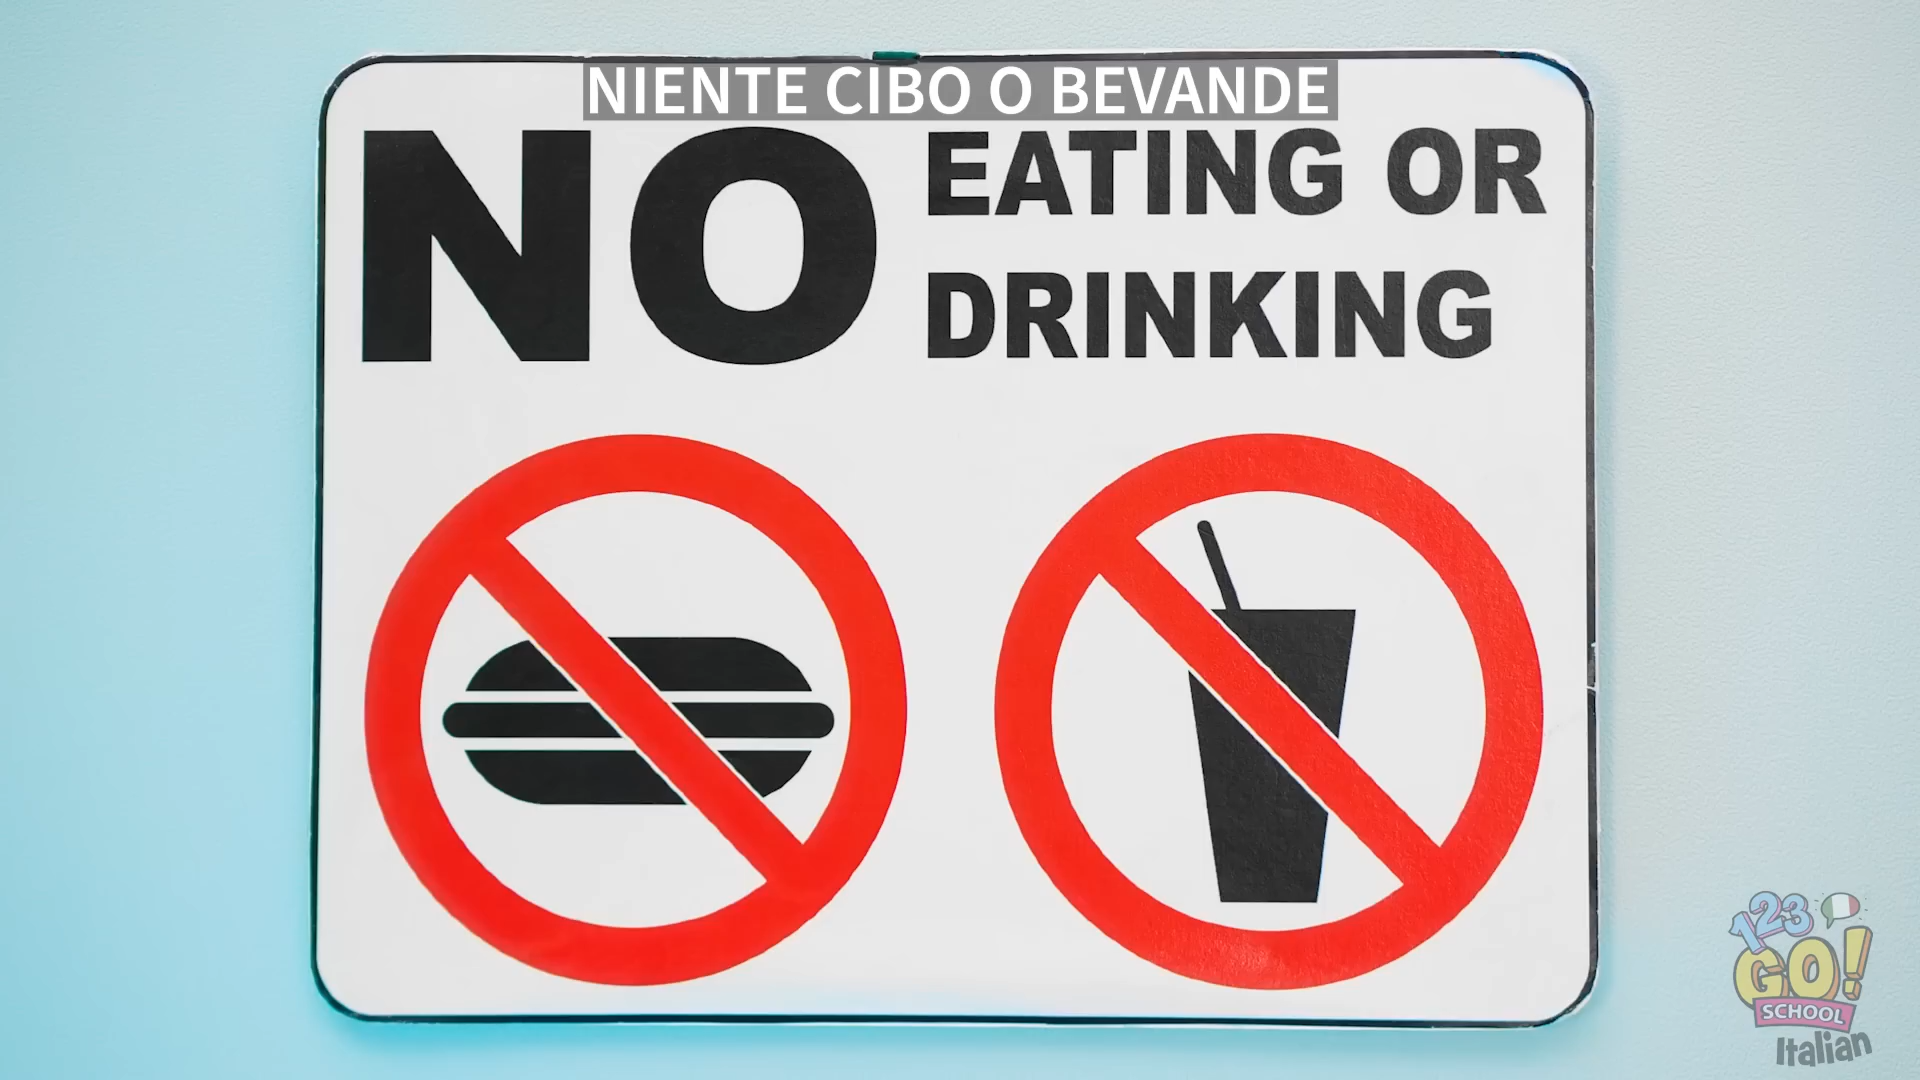 NIENTE CIBO O BEVANDE
NO EATING OR
DRINKING
123
GO!
SCHOOL
Italian